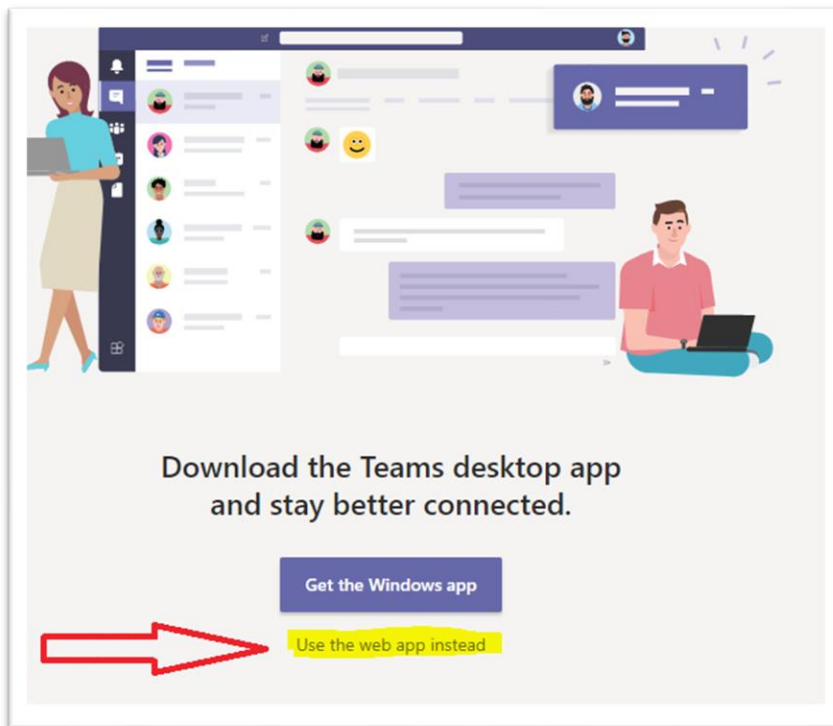 Download the Teams desktop app
and stay better connected.
Get the Windows app
Use the web app instead